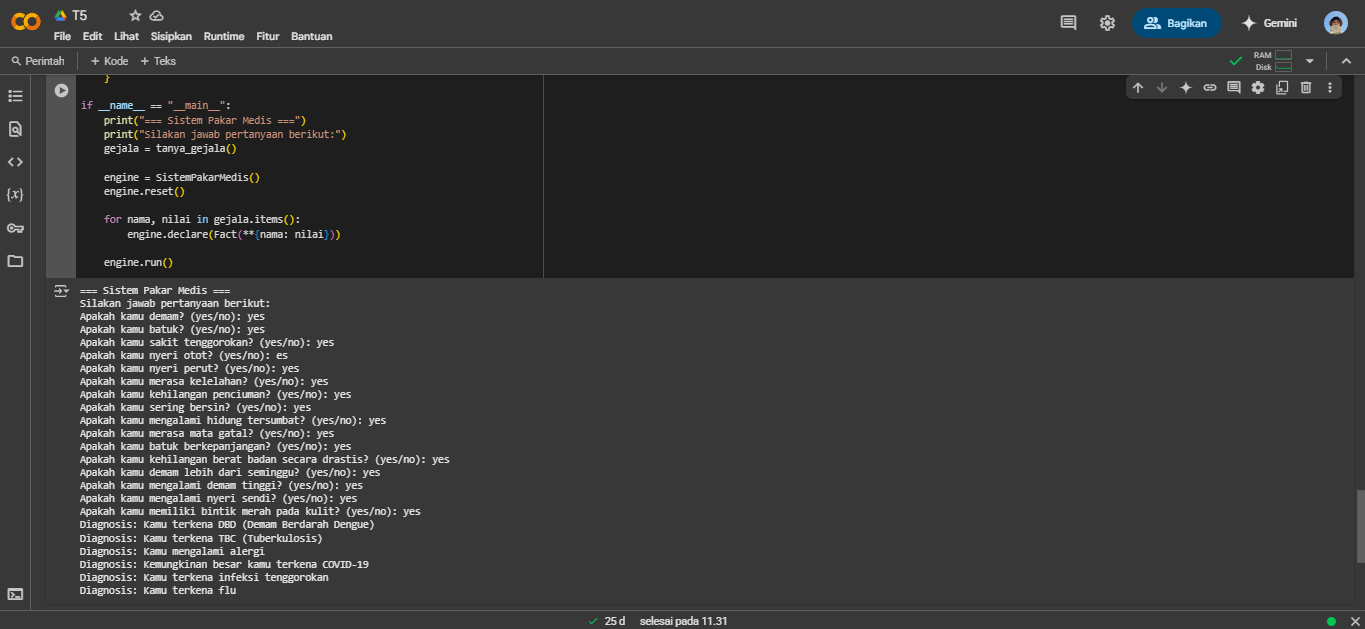 T5
File Edit Lihat Sisipkan Runtime Fitur Bantuan
Bagikan
Gemini
Perintah + Kode + Teks
RAM
Disk
}
if __name__ == "__main__":
print("=== Sistem Pakar Medis ===")
print("Silakan jawab pertanyaan berikut:")
gejala = tanya_gejala()
engine = SistemPakarMedis()
engine.reset()
for nama, nilai in gejala.items():
engine.declare(Fact(**{nama: nilai}))
engine.run()
=== Sistem Pakar Medis ===
Silakan jawab pertanyaan berikut:
Apakah kamu demam? (yes/no): yes
Apakah kamu batuk? (yes/no): yes
Apakah kamu sakit tenggorokan? (yes/no): yes
Apakah kamu nyeri otot? (yes/no): es
Apakah kamu nyeri perut? (yes/no): yes
Apakah kamu merasa kelelahan? (yes/no): yes
Apakah kamu kehilangan penciuman? (yes/no): yes
Apakah kamu sering bersin? (yes/no): yes
Apakah kamu mengalami hidung tersumbat? (yes/no): yes
Apakah kamu merasa mata gatal? (yes/no): yes
Apakah kamu batuk berkepanjangan? (yes/no): yes
Apakah kamu kehilangan berat badan secara drastis? (yes/no): yes
Apakah kamu demam lebih dari seminggu? (yes/no): yes
Apakah kamu mengalami demam tinggi? (yes/no): yes
Apakah kamu mengalami nyeri sendi? (yes/no): yes
Apakah kamu memiliki bintik merah pada kulit? (yes/no): yes
Diagnosis: Kamu terkena DBD (Demam Berdarah Dengue)
Diagnosis: Kamu terkena TBC (Tuberkulosis)
Diagnosis: Kamu mengalami alergi
Diagnosis: Kemungkinan besar kamu terkena COVID-19
Diagnosis: Kamu terkena infeksi tenggorokan
Diagnosis: Kamu terkena flu
25 d selesai pada 11.31